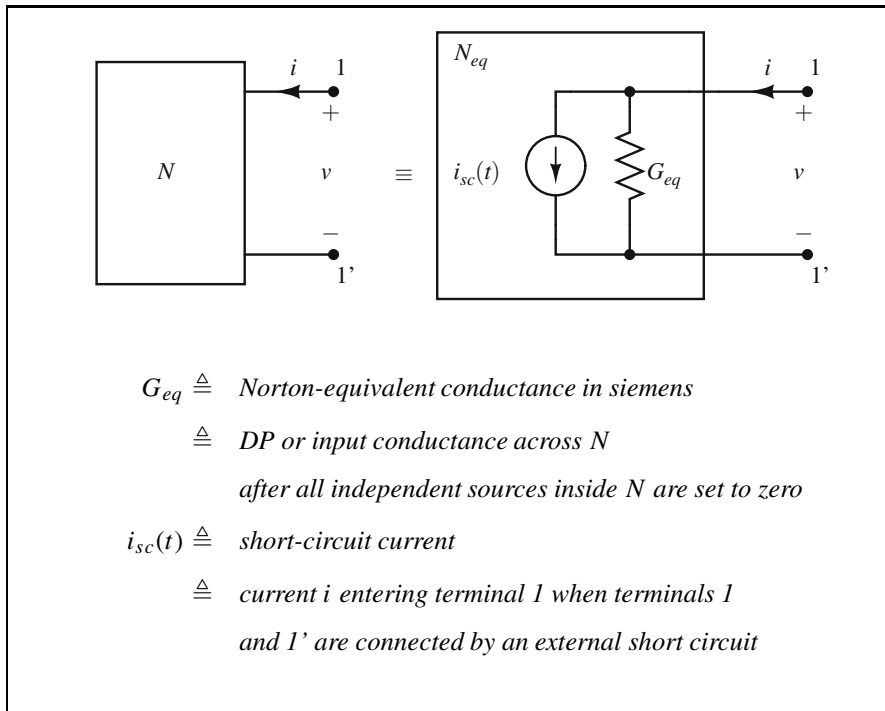 i 1
+
N v
−
1’
≡
N_eq
i 1
+
i_sc(t) G_eq v
−
1’
G_eq ≜ Norton-equivalent conductance in siemens
≜ DP or input conductance across N
after all independent sources inside N are set to zero
i_sc(t) ≜ short-circuit current
≜ current i entering terminal 1 when terminals 1
and 1’ are connected by an external short circuit